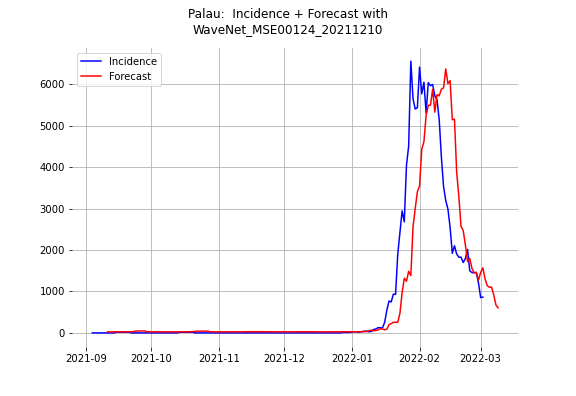 Palau:  Incidence + Forecast with
WaveNet_MSE00124_20211210
Incidence
Forecast
6000
5000
4000
3000
2000
1000
0
2021-09 2021-10 2021-11 2021-12 2022-01 2022-02 2022-03